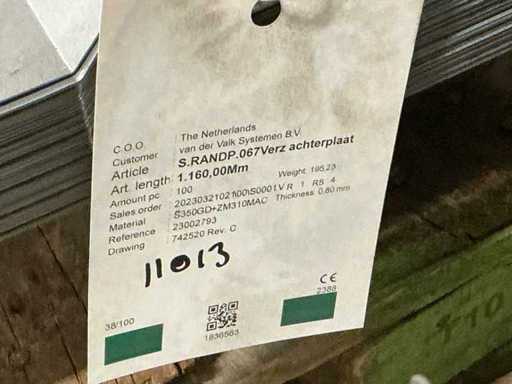 C.O.O. : The Netherlands
Customer : van der Valk Systemen B.V.
Article : S.RANDP.067Verz achterplaat
Art. length : 1.160,00Mm
Amount pc : 100 Weight: 195,23
Sales order : 2023032102 f00\S0001.V R 1 RS 4
Material : S350GD+ZM310MAC Thickness: 0.80 mm
Reference : 23002793
Drawing : 742520 Rev. C
11013
38/100
CE
2388
1836563